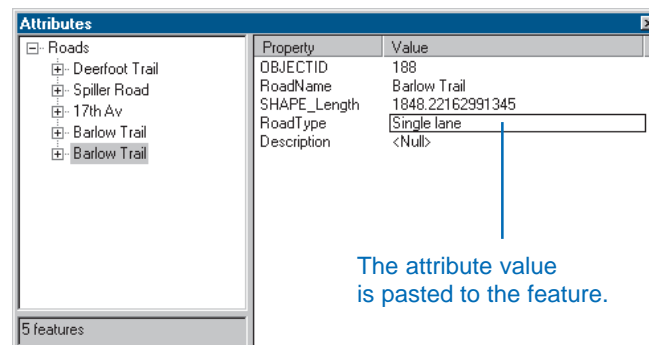 Attributes
Roads
Deerfoot Trail
Spiller Road
17th Av
Barlow Trail
Barlow Trail
5 features
Property Value
OBJECTID 188
RoadName Barlow Trail
SHAPE_Length 1848.22162991345
RoadType Single lane
Description <Null>
The attribute value
is pasted to the feature.